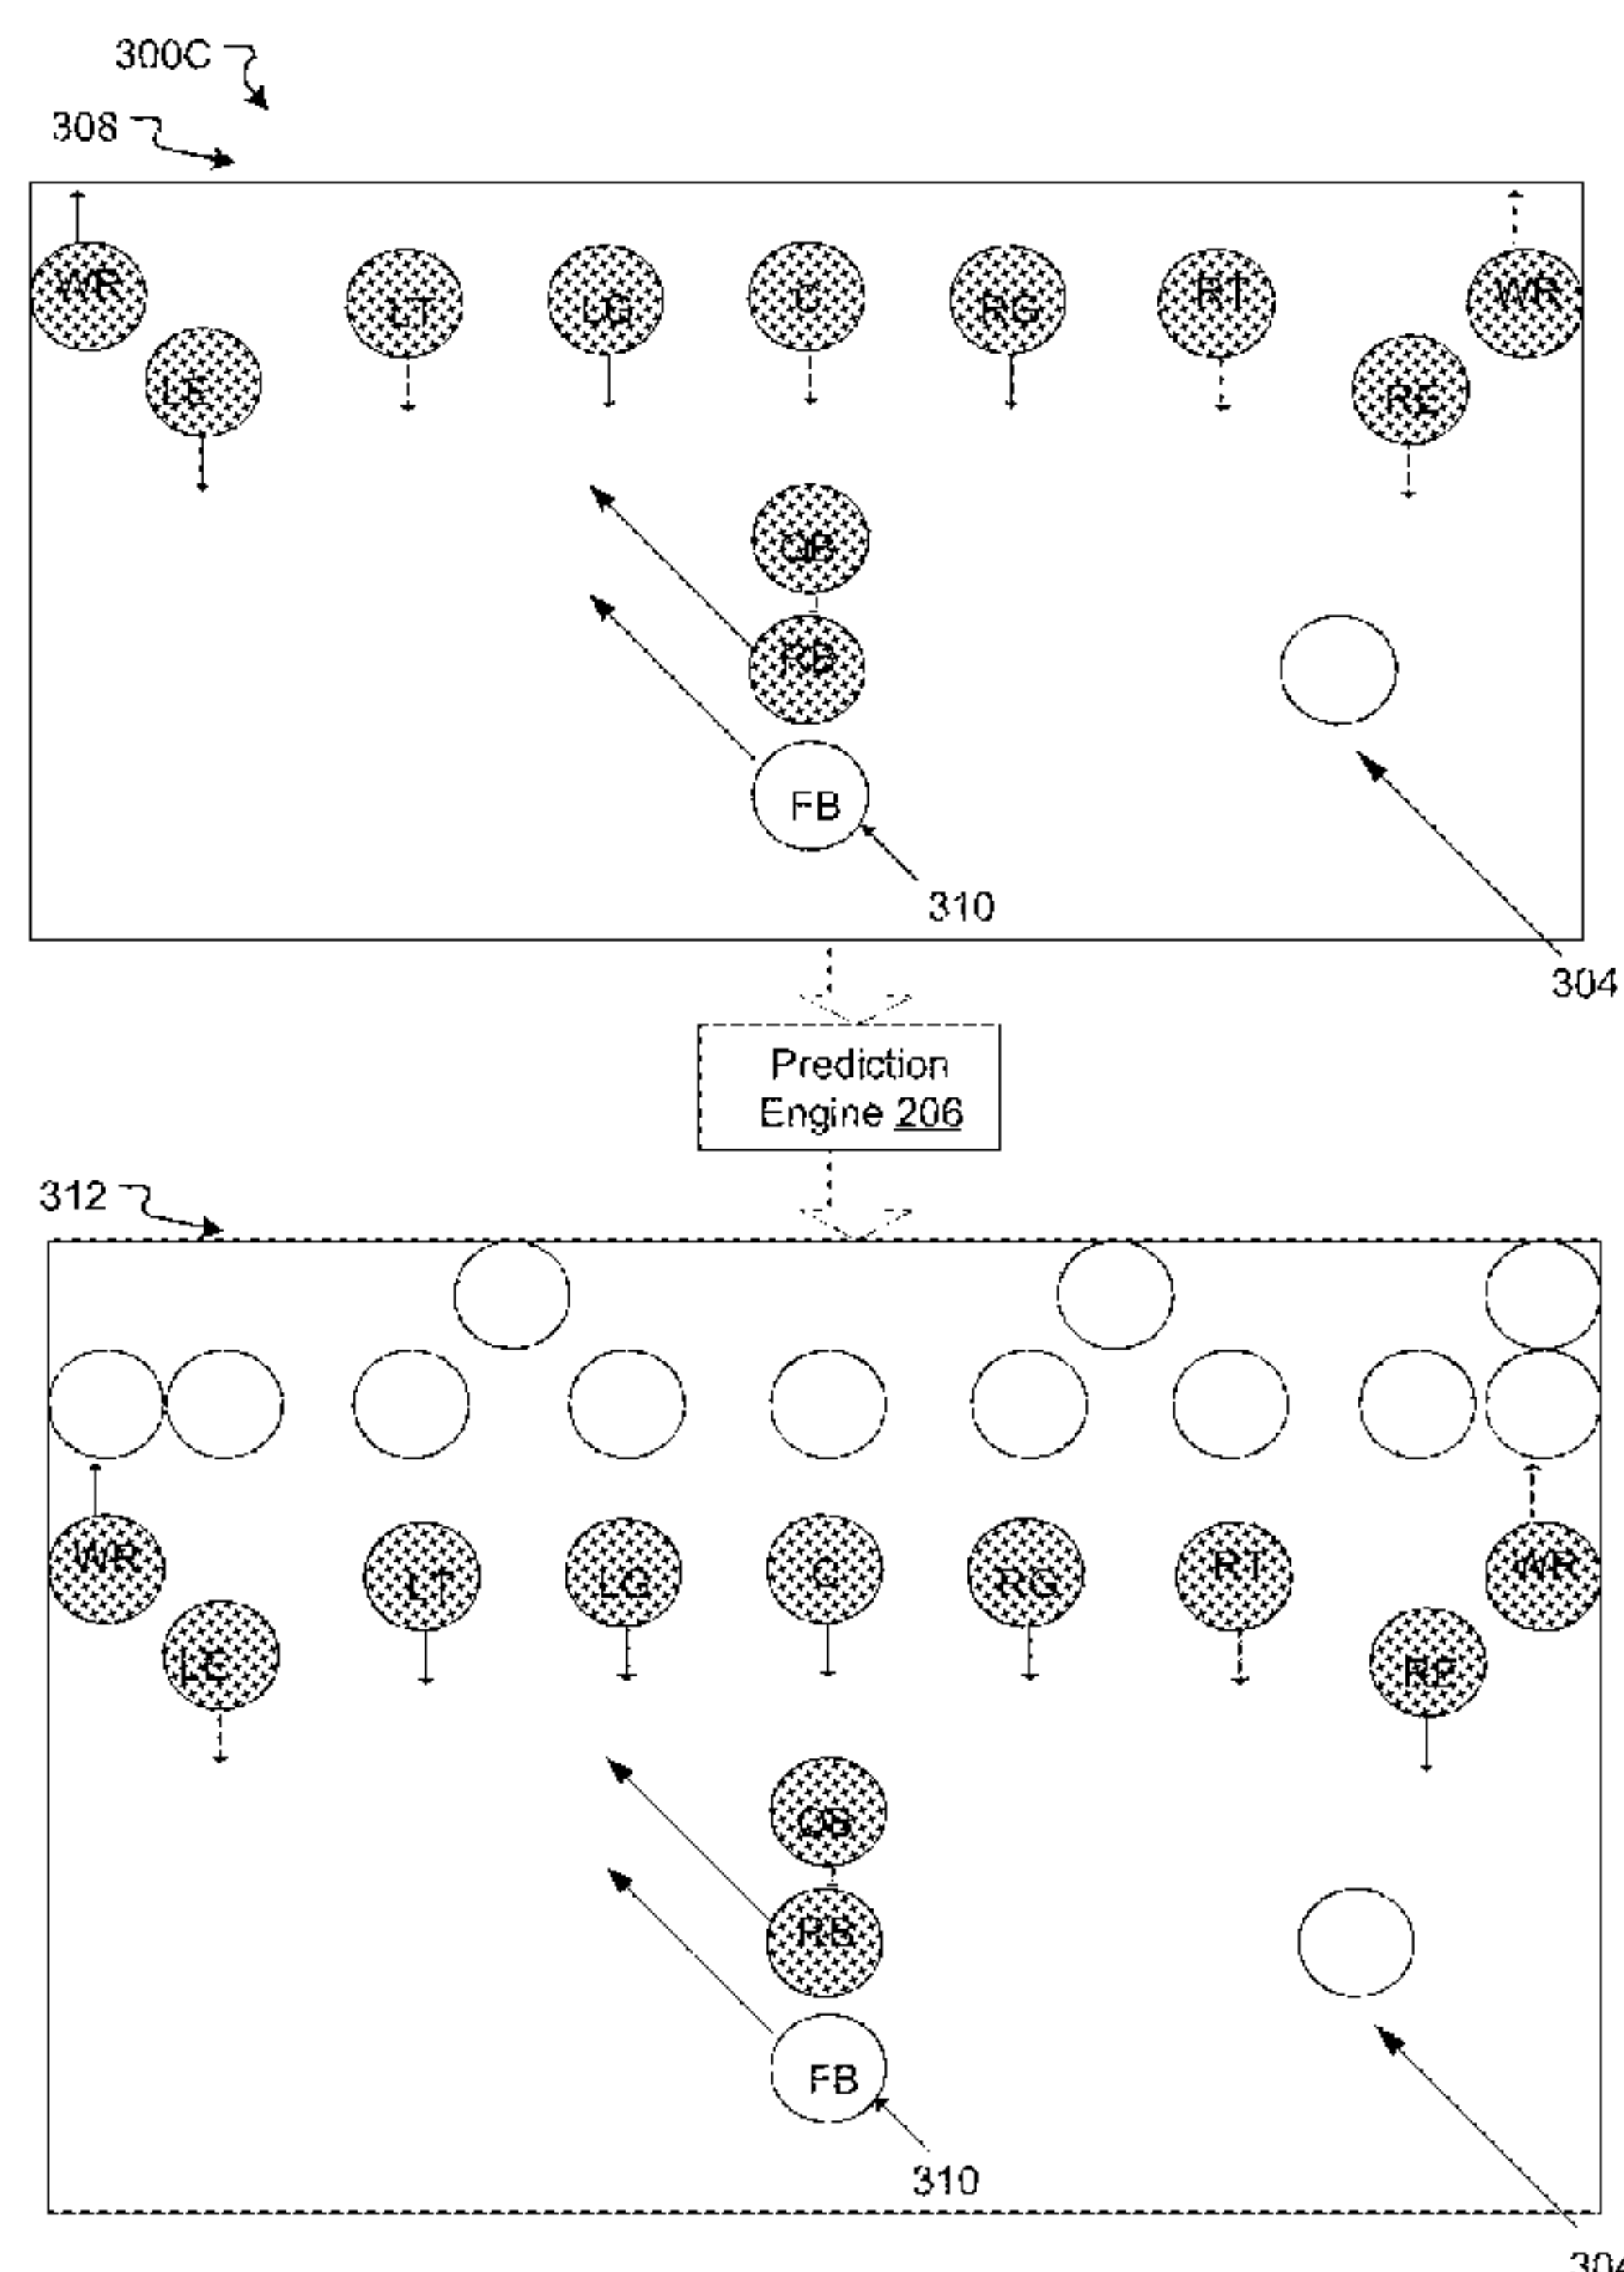 300C
308
WR LT LG C RG RT WR
LE RE
QB
RB
FB
310
304
Prediction
Engine 206
312
WR LT LG C RG RT WR
LE RE
QB
RB
FB
310
304